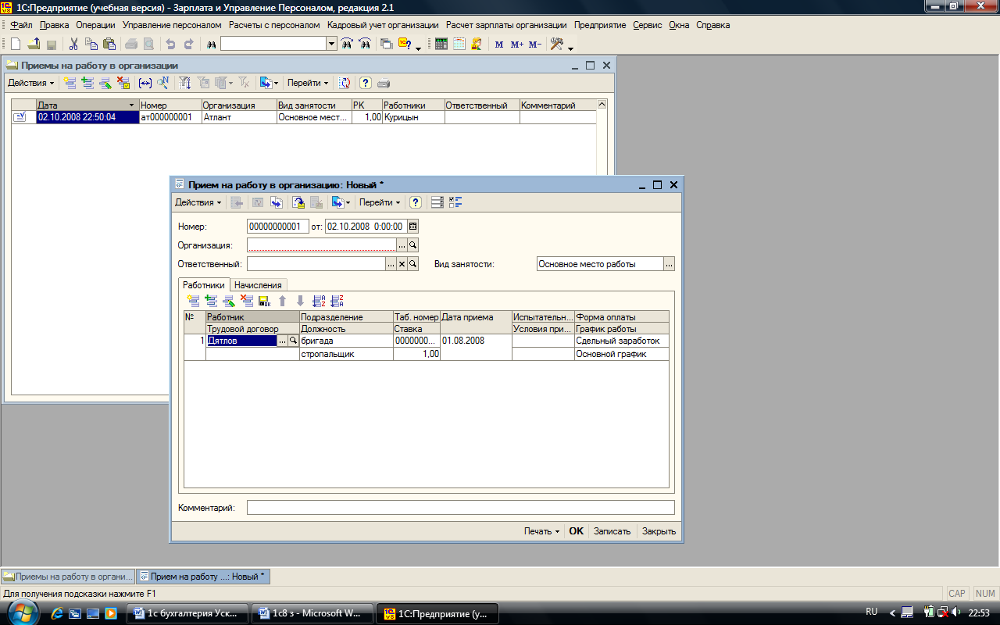 1С:Предприятие (учебная версия) - Зарплата и Управление Персоналом, редакция 2.1
Файл Правка Операции Управление персоналом Расчеты с персоналом Кадровый учет организации Расчет зарплаты организации Предприятие Сервис Окна Справка
M M+ M-
Приемы на работу в организации
Действия Перейти
Дата Номер Организация Вид занятости РК Работники Ответственный Комментарий
02.10.2008 22:50:04 ат000000001 Атлант Основное мест... 1,00 Курицын
Прием на работу в организацию: Новый *
Действия Перейти
Номер: 00000000001 от: 02.10.2008 0:00:00
Организация:
Ответственный: Вид занятости: Основное место работы
Работники Начисления
№ Работник Подразделение Таб. номер Дата приема Испытательн... Форма оплаты
Трудовой договор Должность Ставка Условия при... График работы
1 Дятлов бригада 0000000... 01.08.2008 Сдельный заработок
стропальщик 1,00 Основной график
Комментарий:
Печать OK Записать Закрыть
Приемы на работу в органи... Прием на работу ...: Новый *
Для получения подсказки нажмите F1 CAP NUM
1с бухгалтерия Уск... 1с8 з - Microsoft W... 1С:Предприятие (у... RU 22:53